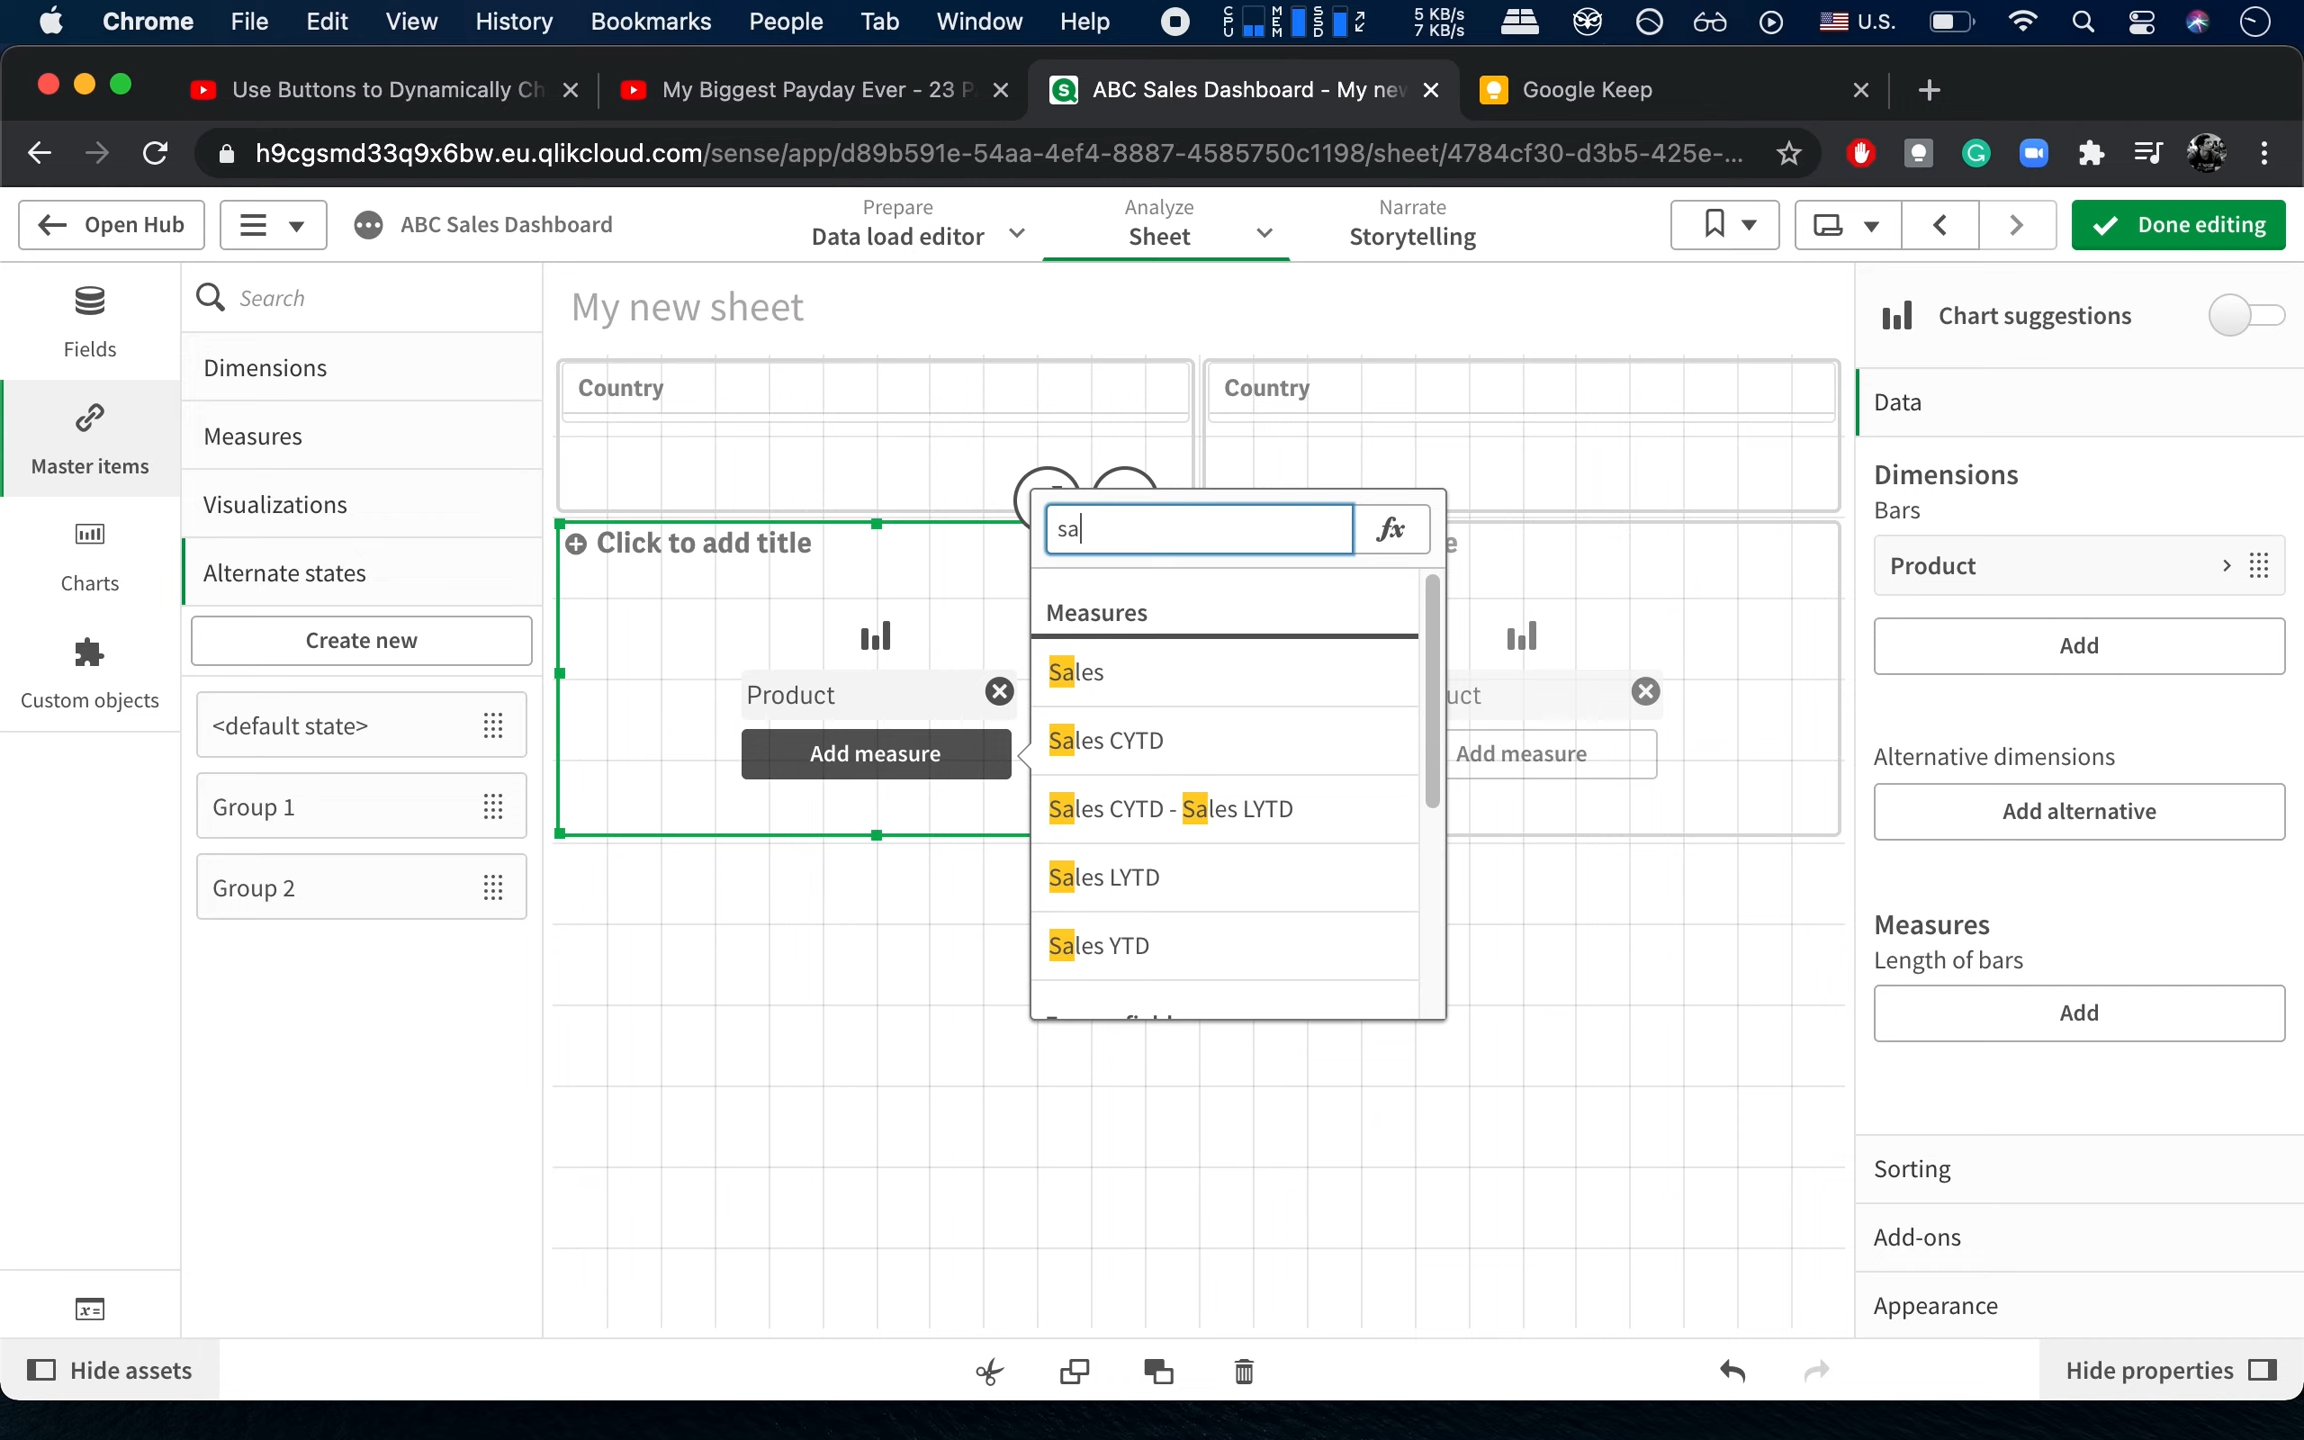 Chrome File Edit View History Bookmarks People Tab Window Help
CPU MEM SSD 5 KB/s 7 KB/s U.S.
Use Buttons to Dynamically Ch
My Biggest Payday Ever - 23 P
ABC Sales Dashboard - My new
Google Keep
h9cgsmd33q9x6bw.eu.qlikcloud.com/sense/app/d89b591e-54aa-4ef4-8887-4585750c1198/sheet/4784cf30-d3b5-425e-...
Open Hub
ABC Sales Dashboard
Prepare
Data load editor
Analyze
Sheet
Narrate
Storytelling
Done editing
Fields
Master items
Charts
Custom objects
Search
Dimensions
Measures
Visualizations
Alternate states
Create new
<default state>
Group 1
Group 2
My new sheet
Country
Country
Click to add title
Product
Add measure
sa
fx
Measures
Sales
Sales CYTD
Sales CYTD - Sales LYTD
Sales LYTD
Sales YTD
e
uct
Add measure
Chart suggestions
Data
Dimensions
Bars
Product
Add
Alternative dimensions
Add alternative
Measures
Length of bars
Add
Sorting
Add-ons
Appearance
x=
Hide assets
Hide properties